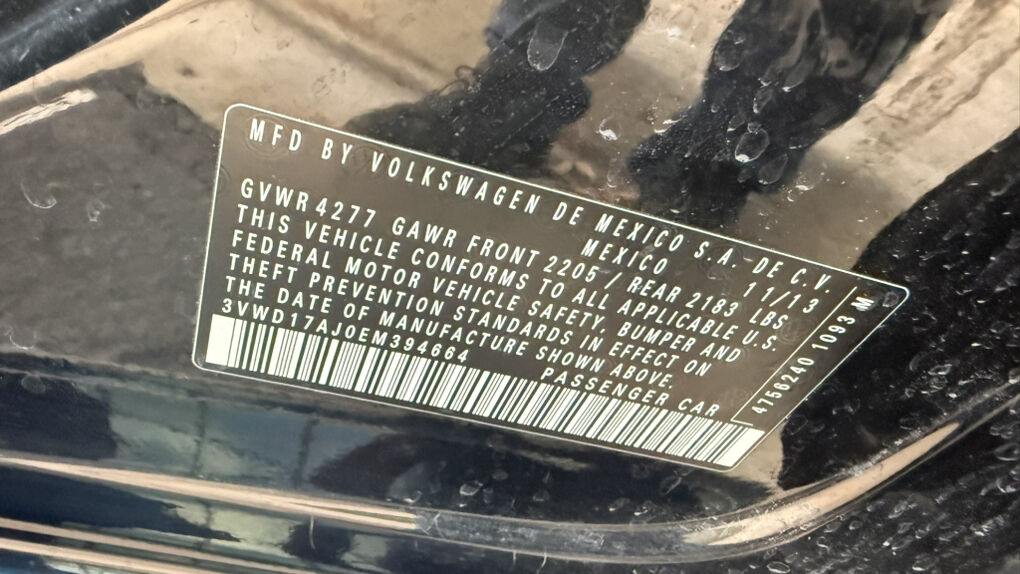 MFD BY VOLKSWAGEN DE MEXICO S.A. DE C.V.
MEXICO 11/13
GVWR 4277 GAWR FRONT 2205 / REAR 2183 LBS
THIS VEHICLE CONFORMS TO ALL APPLICABLE U.S.
FEDERAL MOTOR VEHICLE SAFETY, BUMPER AND
THEFT PREVENTION STANDARDS IN EFFECT ON
THE DATE OF MANUFACTURE SHOWN ABOVE.
3VWD17AJ0EM394664 PASSENGER CAR
4756240 1093 M